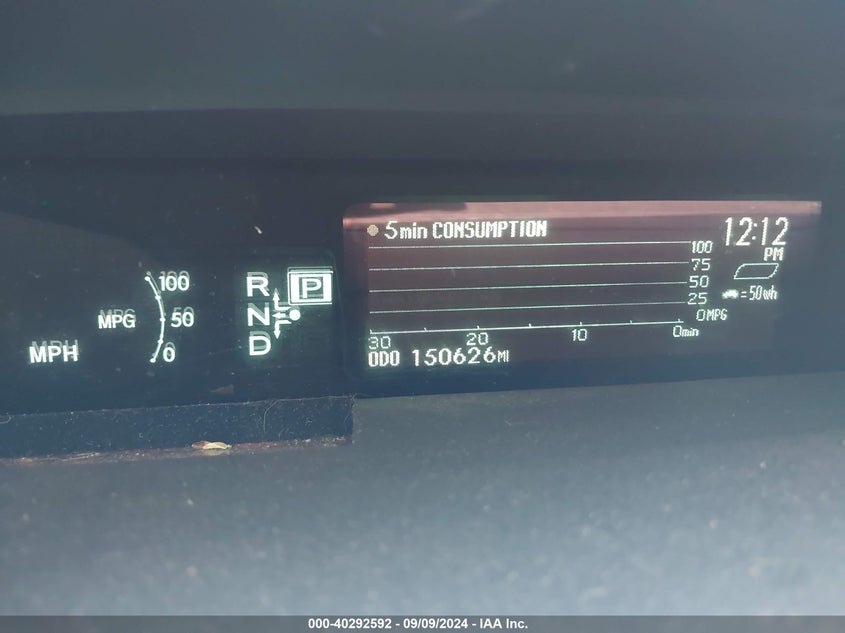 5min CONSUMPTION
12:12
PM
100
75
50
25
0MPG
= 50Wh
30 20 10 0min
ODO 150626MI
100
MPG 50
MPH 0
R P
N
D
000-40292592 - 09/09/2024 - IAA Inc.